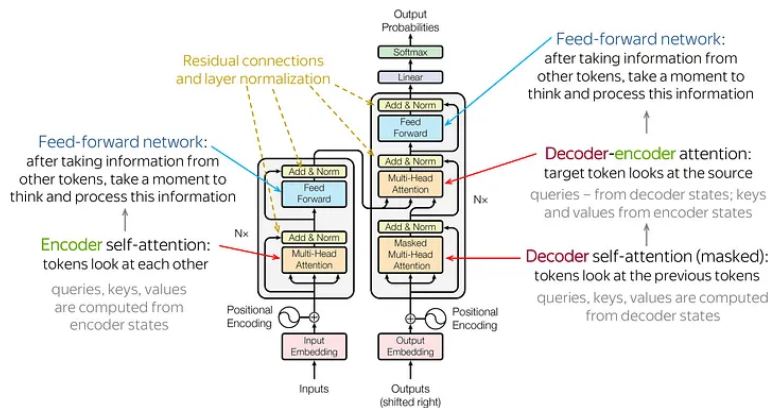 Residual connections
and layer normalization
Feed-forward network:
after taking information from
other tokens, take a moment to
think and process this information
Encoder self-attention:
tokens look at each other
queries, keys, values
are computed from
encoder states
Add & Norm
Feed
Forward
N×
Add & Norm
Multi-Head
Attention
Positional
Encoding
Input
Embedding
Inputs
Output
Probabilities
Softmax
Linear
Add & Norm
Feed
Forward
Add & Norm
Multi-Head
Attention
N×
Add & Norm
Masked
Multi-Head
Attention
Positional
Encoding
Output
Embedding
Outputs
(shifted right)
Feed-forward network:
after taking information from
other tokens, take a moment to
think and process this information
Decoder-encoder attention:
target token looks at the source
queries – from decoder states; keys
and values from encoder states
Decoder self-attention (masked):
tokens look at the previous tokens
queries, keys, values are computed
from decoder states